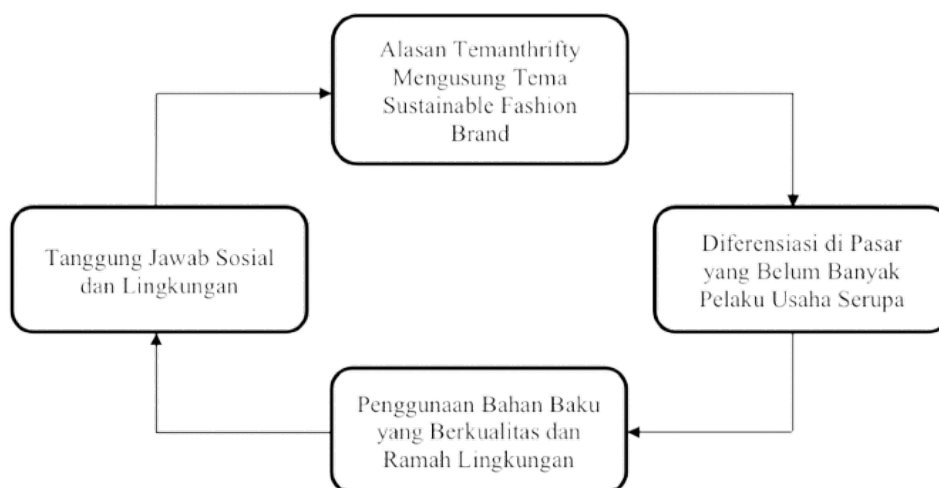 Alasan Temanthrifty
Mengusung Tema
Sustainable Fashion
Brand
Diferensiasi di Pasar
yang Belum Banyak
Pelaku Usaha Serupa
Penggunaan Bahan Baku
yang Berkualitas dan
Ramah Lingkungan
Tanggung Jawab Sosial
dan Lingkungan